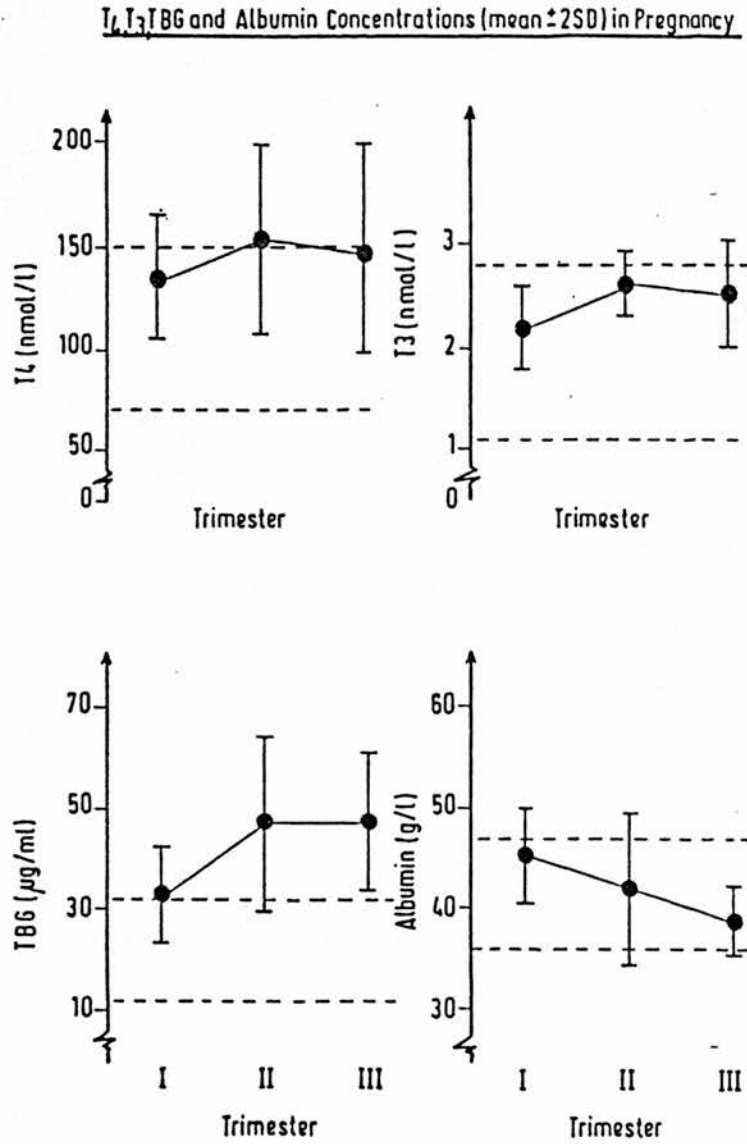 T4,T3,TBG and Albumin Concentrations (mean ± 2SD) in Pregnancy
200
150
100
50
0
T4 (nmol/l)
Trimester
3
2
1
0
T3 (nmol/l)
Trimester
70
50
30
10
TBG (µg/ml)
I II III
Trimester
60
50
40
30
Albumin (g/l)
I II III
Trimester